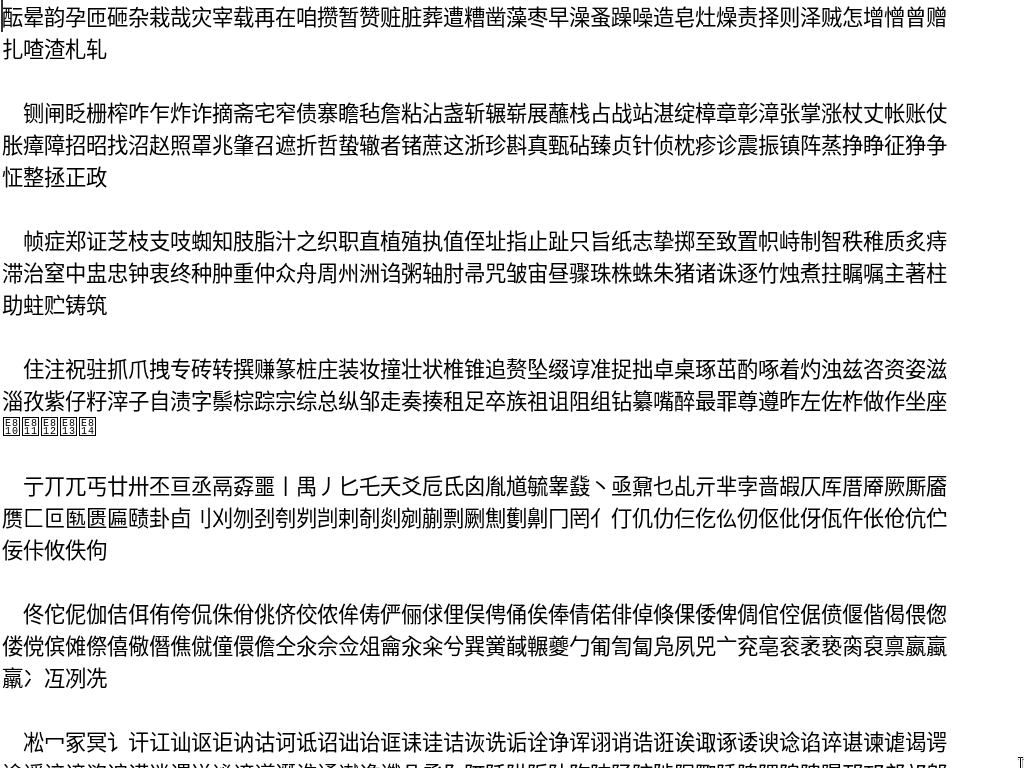 酝晕韵孕匝砸杂栽哉灾宰载再在咱攒暂赞赃脏葬遭糟凿藻枣早澡蚤躁噪造皂灶燥责择则泽贼怎增憎曾赠
扎喳渣札轧
铡闸眨栅榨咋乍炸诈摘斋宅窄债寨瞻毡詹粘沾盏斩辗崭展蘸栈占战站湛绽樟章彰漳张掌涨杖丈帐账仗
胀瘴障招昭找沼赵照罩兆肇召遮折哲蛰辙者锗蔗这浙珍斟真甄砧臻贞针侦枕疹诊震振镇阵蒸挣睁征狰争
怔整拯正政
帧症郑证芝枝支吱蜘知肢脂汁之织职直植殖执值侄址指止趾只旨纸志挚掷至致置帜峙制智秩稚质炙痔
滞治窒中盅忠钟衷终种肿重仲众舟周州洲诌粥轴肘帚咒皱宙昼骤珠株蛛朱猪诸诛逐竹烛煮拄瞩嘱主著柱
助蛀贮铸筑
住注祝驻抓爪拽专砖转撰赚篆桩庄装妆撞壮状椎锥追赘坠缀谆准捉拙卓桌琢茁酌啄着灼浊兹咨资姿滋
淄孜紫仔籽滓子自渍字鬃棕踪宗综总纵邹走奏揍租足卒族祖诅阻组钻纂嘴醉最罪尊遵昨左佐柞做作坐座
亍丌兀丐廿卅丕亘丞鬲孬噩丨禺丿匕乇夭爻卮氐囟胤馗毓睾鼗丶亟鼐乜乩亓芈孛啬嘏仄厍厝厣厥厮靥
赝匚叵匦匮匾赜卦卣刂刈刎刭刳刿剀剌剞剡剜蒯剽劂劁劐劓冂罔亻仃仉仂仨仡仫仞伛仳伢佤仵伥伧伉伫
佞佧攸佚佝
佟佗伲伽佶佴侑侉侃侏佾佻侪佼侬侔俦俨俪俅俚俣俜俑俟俸倩偌俳倬倏倮倭俾倜倌倥倨偾偃偕偈偎偬
偻傥傧傩傺僖儆僭僬僦僮儇儋仝氽佘佥俎龠汆籴兮巽黉馘冁夔勹匍訇匐凫夙兕亠兖亳衮袤亵脔裒禀嬴蠃
羸冫冱冽冼
凇冖冢冥讠讦讧讪讴讵讷诂诃诋诏诎诒诓诔诖诘诙诜诟诠诤诨诩诮诰诳诶诹诼诿谀谂谄谇谌谏谑谒谔